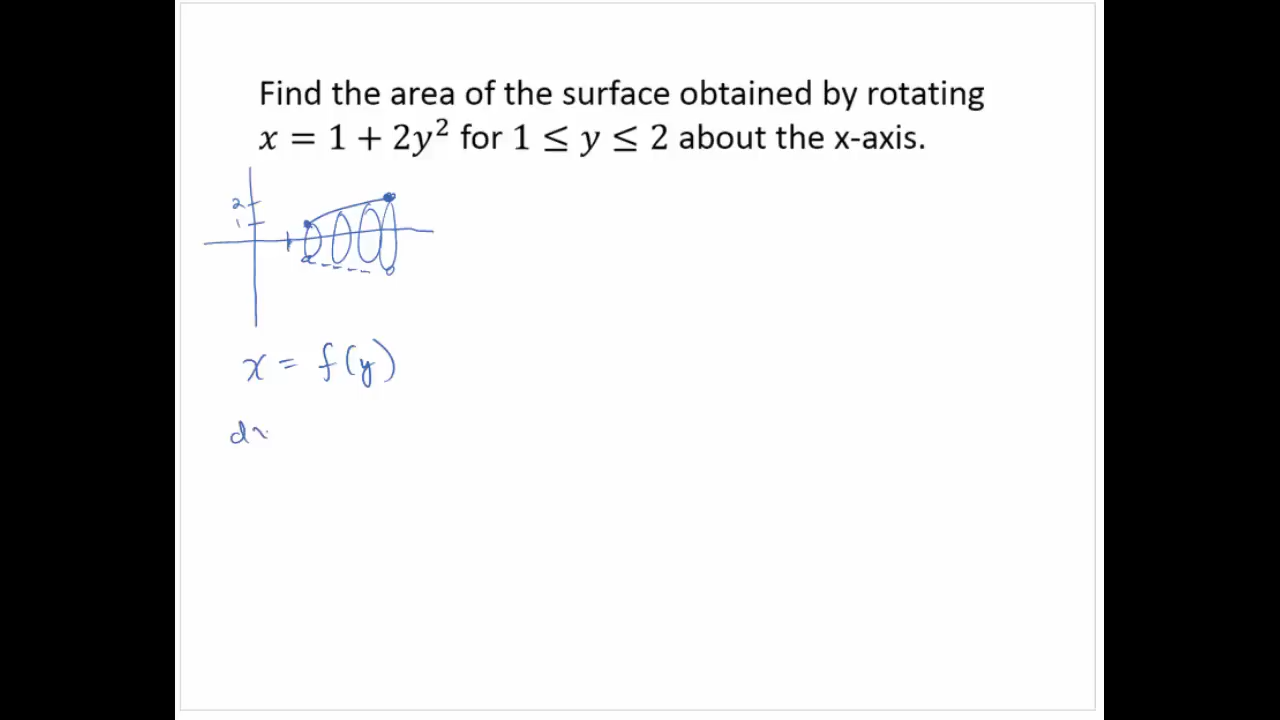 Find the area of the surface obtained by rotating
x = 1 + 2y² for 1 ≤ y ≤ 2 about the x-axis.
2
1
x = f(y)